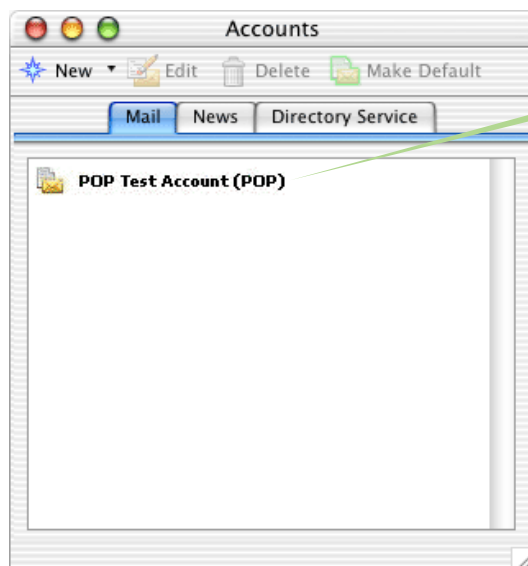 Accounts
New Edit Delete Make Default
Mail News Directory Service
POP Test Account (POP)